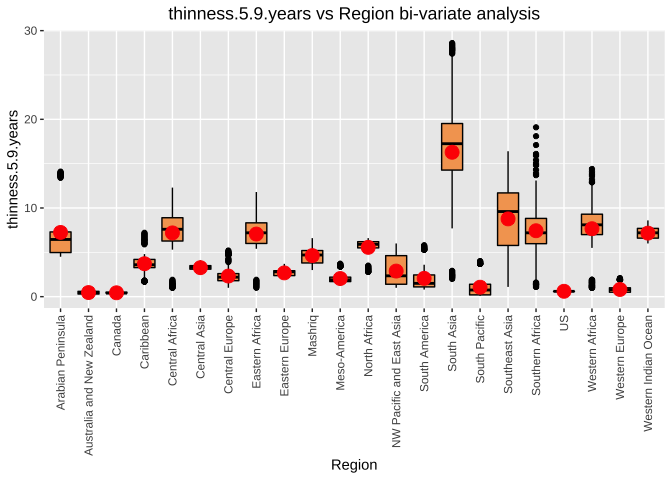 thinness.5.9.years vs Region bi-variate analysis
thinness.5.9.years
30
20
10
0
Arabian Peninsula
Australia and New Zealand
Canada
Caribbean
Central Africa
Central Asia
Central Europe
Eastern Africa
Eastern Europe
Mashriq
Meso-America
North Africa
NW Pacific and East Asia
South America
South Asia
South Pacific
Southeast Asia
Southern Africa
US
Western Africa
Western Europe
Western Indian Ocean
Region